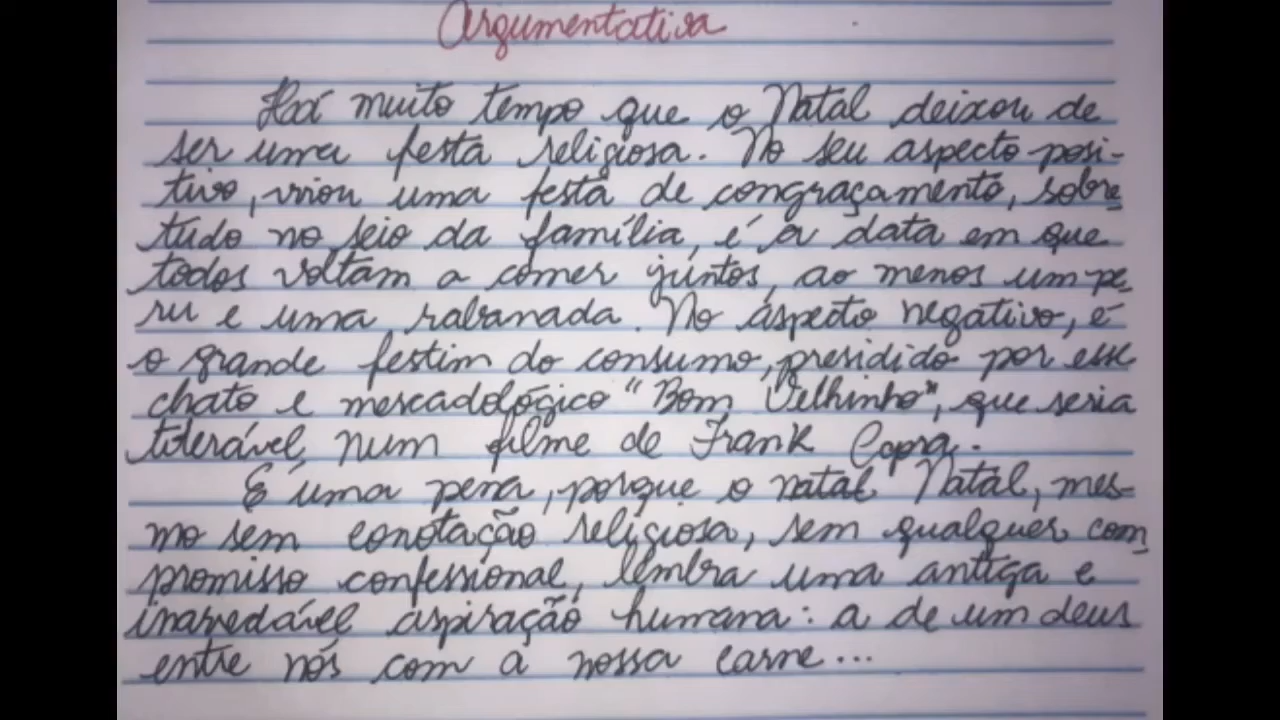 Argumentativa
Há muito tempo que o Natal deixou de
ser uma festa religiosa. No seu aspecto posi-
tivo, virou uma festa de congraçamento, sobre
tudo no seio da família, é a data em que
todos voltam a comer juntos, ao menos um pe-
ru e uma rabanada. No aspecto negativo, é
o grande festim do consumo, presidido por esse
chato e mercadológico "Bom Velhinho", que seria
tolerável num filme de Frank Capra.
É uma pena, porque o natal Natal, mes-
mo sem conotação religiosa, sem qualquer com
promisso confessional, lembra uma antiga e
inarredável aspiração humana: a de um deus
entre nós com a nossa carne...